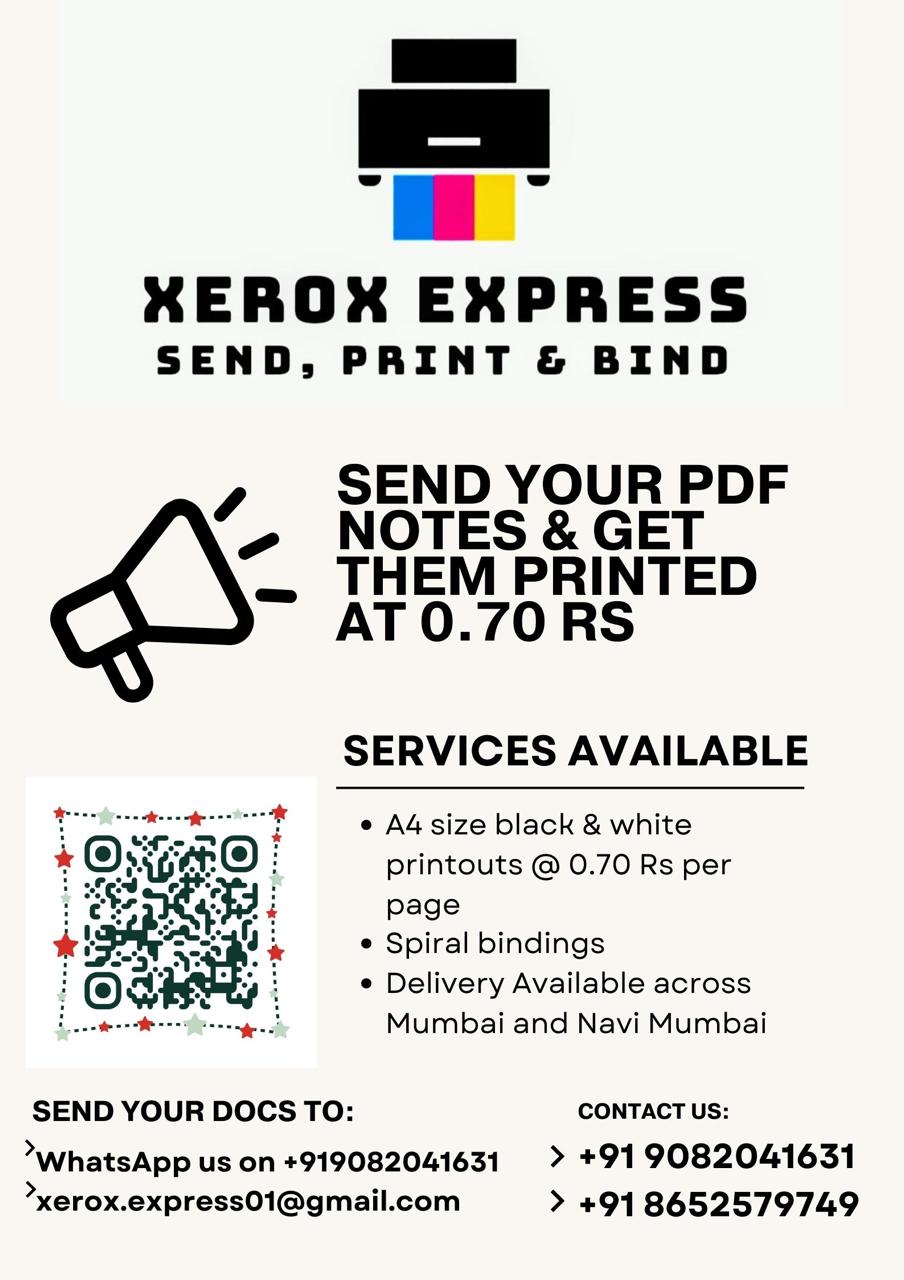 XEROX EXPRESS
SEND, PRINT & BIND
SEND YOUR PDF
NOTES & GET
THEM PRINTED
AT 0.70 RS
SERVICES AVAILABLE
• A4 size black & white
printouts @ 0.70 Rs per
page
• Spiral bindings
• Delivery Available across
Mumbai and Navi Mumbai
SEND YOUR DOCS TO:
WhatsApp us on +919082041631
xerox.express01@gmail.com
CONTACT US:
+91 9082041631
+91 8652579749